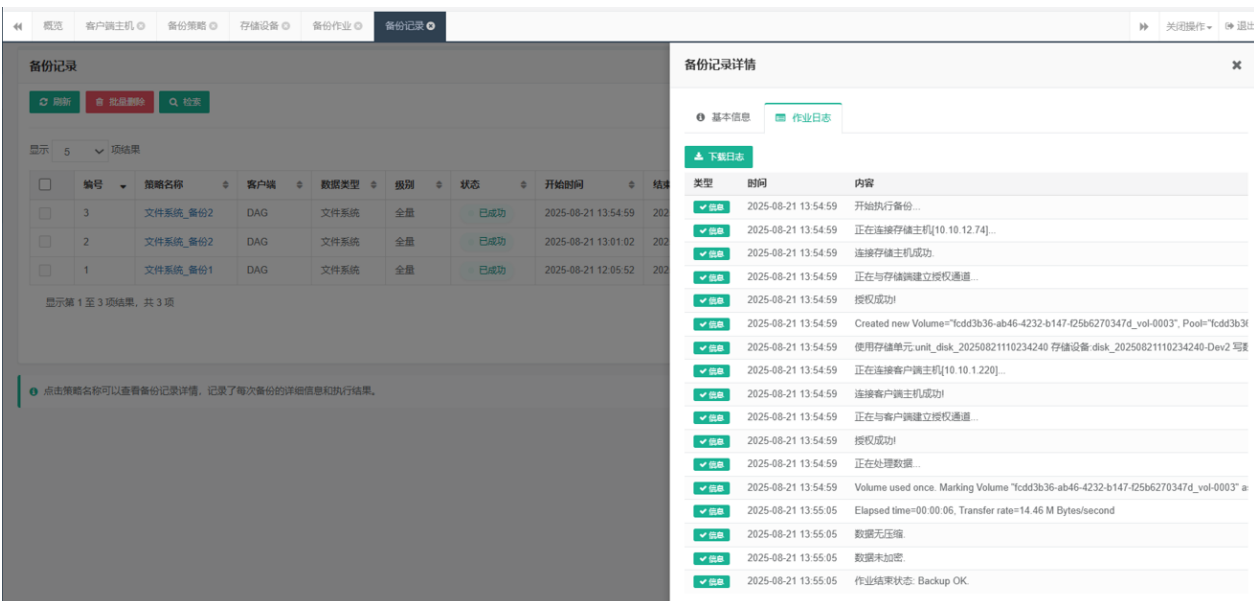 概览 客户端主机 备份策略 存储设备 备份作业 备份记录 关闭操作 退出
备份记录
刷新 批量删除 检索
显示 5 项结果
编号 策略名称 客户端 数据类型 级别 状态 开始时间 结束
3 文件系统_备份2 DAG 文件系统 全量 已成功 2025-08-21 13:54:59 202
2 文件系统_备份2 DAG 文件系统 全量 已成功 2025-08-21 13:01:02 202
1 文件系统_备份1 DAG 文件系统 全量 已成功 2025-08-21 12:05:52 202
显示第 1 至 3 项结果，共 3 项
点击策略名称可以查看备份记录详情，记录了每次备份的详细信息和执行结果。
备份记录详情
基本信息 作业日志
下载日志
类型 时间 内容
信息 2025-08-21 13:54:59 开始执行备份...
信息 2025-08-21 13:54:59 正在连接存储主机[10.10.12.74]...
信息 2025-08-21 13:54:59 连接存储主机成功.
信息 2025-08-21 13:54:59 正在与存储端建立授权通道...
信息 2025-08-21 13:54:59 授权成功!
信息 2025-08-21 13:54:59 Created new Volume="fcdd3b36-ab46-4232-b147-f25b6270347d_vol-0003", Pool="fcdd3b36
信息 2025-08-21 13:54:59 使用存储单元:unit_disk_20250821110234240 存储设备:disk_20250821110234240-Dev2 写数
信息 2025-08-21 13:54:59 正在连接客户端主机[10.10.1.220]...
信息 2025-08-21 13:54:59 连接客户端主机成功!
信息 2025-08-21 13:54:59 正在与客户端建立授权通道...
信息 2025-08-21 13:54:59 授权成功!
信息 2025-08-21 13:54:59 正在处理数据...
信息 2025-08-21 13:54:59 Volume used once. Marking Volume "fcdd3b36-ab46-4232-b147-f25b6270347d_vol-0003" a
信息 2025-08-21 13:55:05 Elapsed time=00:00:06, Transfer rate=14.46 M Bytes/second
信息 2025-08-21 13:55:05 数据无压缩.
信息 2025-08-21 13:55:05 数据未加密.
信息 2025-08-21 13:55:05 作业结束状态: Backup OK.